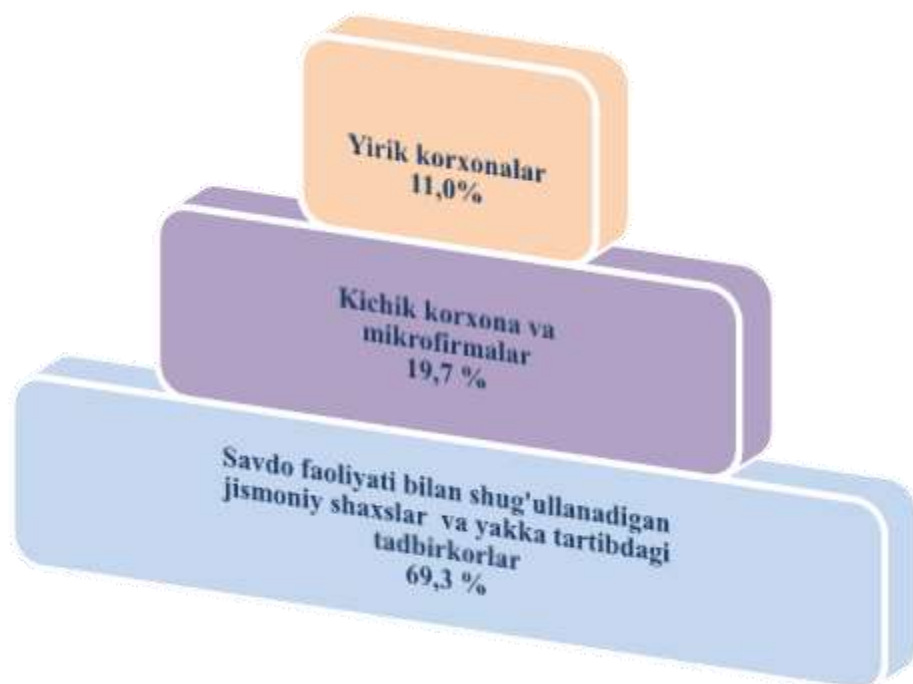 Yirik korxonalar
11,0%
Kichik korxona va
mikrofirmalar
19,7 %
Savdo faoliyati bilan shug'ullanadigan
jismoniy shaxslar va yakka tartibdagi
tadbirkorlar
69,3 %